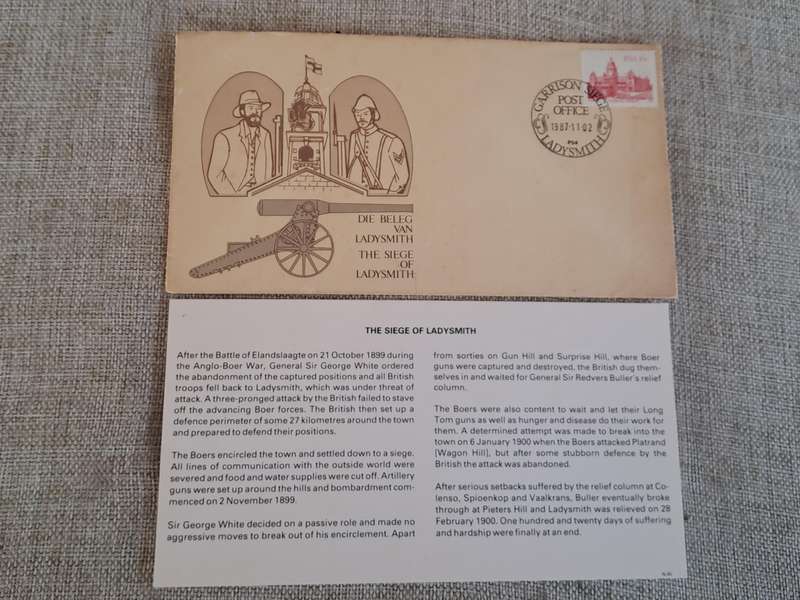 GARRISON SIEGE
POST
OFFICE
1987·11·02
LADYSMITH
DIE BELEG
VAN
LADYSMITH
THE SIEGE
OF
LADYSMITH
THE SIEGE OF LADYSMITH
After the Battle of Elandslaagte on 21 October 1899 during
the Anglo-Boer War, General Sir George White ordered
the abandonment of the captured positions and all British
troops fell back to Ladysmith, which was under threat of
attack. A three-pronged attack by the British failed to stave
off the advancing Boer forces. The British then set up a
defence perimeter of some 27 kilometres around the town
and prepared to defend their positions.
The Boers encircled the town and settled down to a siege.
All lines of communication with the outside world were
severed and food and water supplies were cut off. Artillery
guns were set up around the hills and bombardment com-
menced on 2 November 1899.
Sir George White decided on a passive role and made no
aggressive moves to break out of his encirclement. Apart
from sorties on Gun Hill and Surprise Hill, where Boer
guns were captured and destroyed, the British dug them-
selves in and waited for General Sir Redvers Buller's relief
column.
The Boers were also content to wait and let their Long
Tom guns as well as hunger and disease do their work for
them. A determined attempt was made to break into the
town on 6 January 1900 when the Boers attacked Platrand
[Wagon Hill], but after some stubborn defence by the
British the attack was abandoned.
After serious setbacks suffered by the relief column at Co-
lenso, Spioenkop and Vaalkrans, Buller eventually broke
through at Pieters Hill and Ladysmith was relieved on 28
February 1900. One hundred and twenty days of suffering
and hardship were finally at an end.